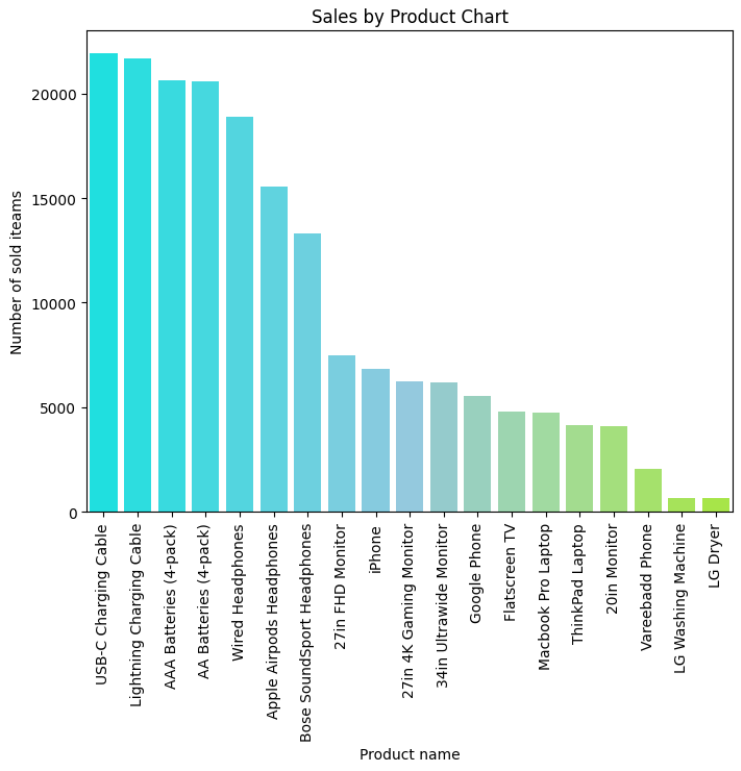 Sales by Product Chart
Number of sold iteams
20000
15000
10000
5000
0
USB-C Charging Cable
Lightning Charging Cable
AAA Batteries (4-pack)
AA Batteries (4-pack)
Wired Headphones
Apple Airpods Headphones
Bose SoundSport Headphones
27in FHD Monitor
iPhone
27in 4K Gaming Monitor
34in Ultrawide Monitor
Google Phone
Flatscreen TV
Macbook Pro Laptop
ThinkPad Laptop
20in Monitor
Vareebadd Phone
LG Washing Machine
LG Dryer
Product name